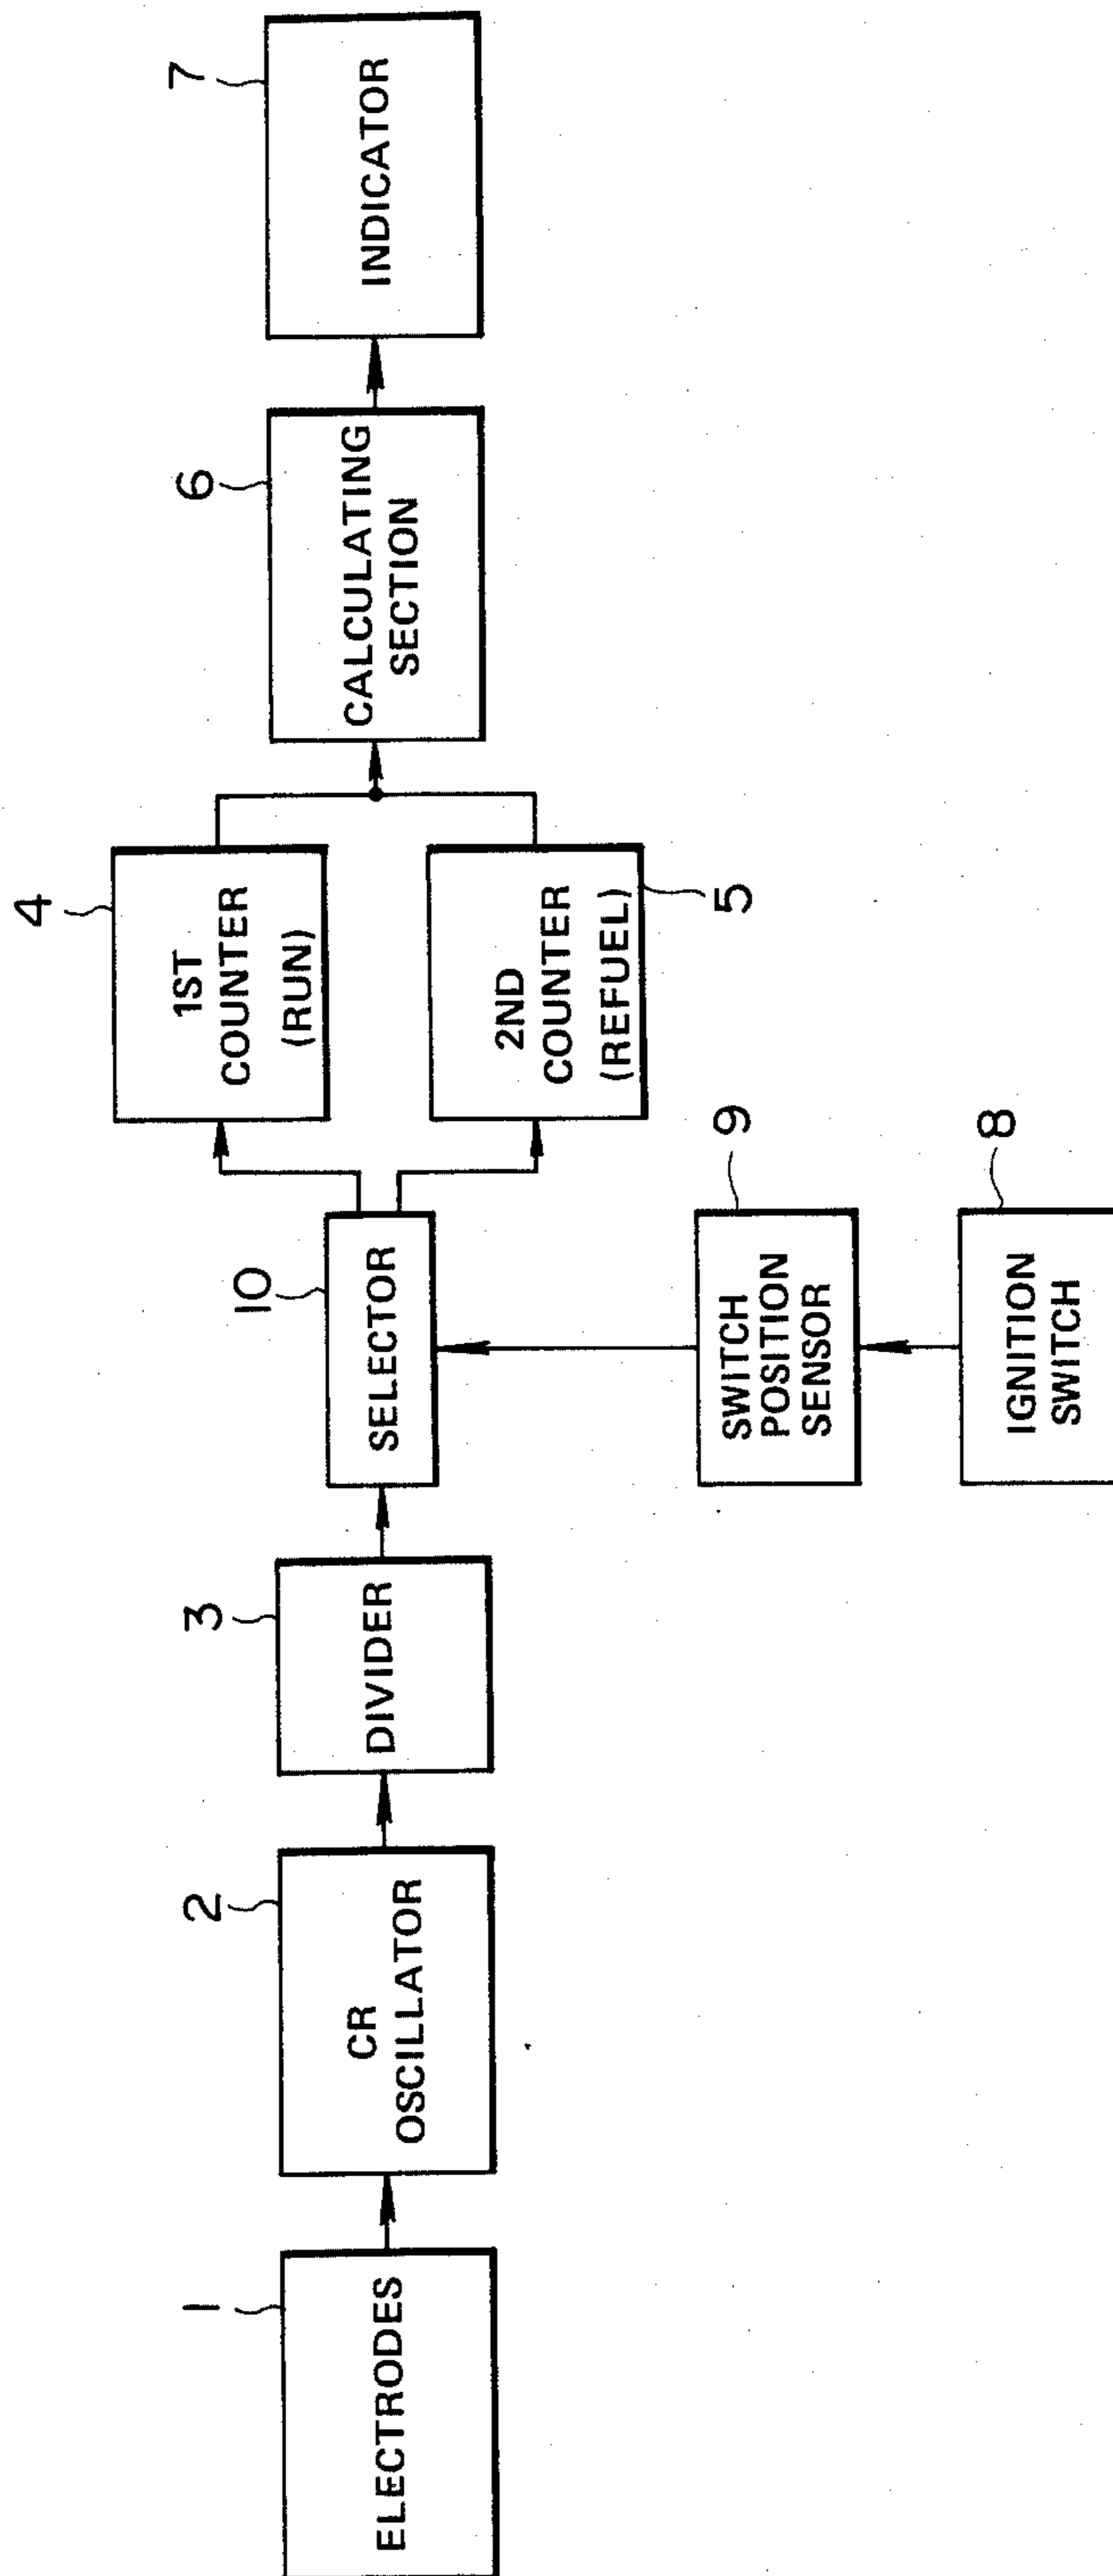 1
ELECTRODES
2
CR
OSCILLATOR
3
DIVIDER
10
SELECTOR
4
1ST
COUNTER
(RUN)
5
2ND
COUNTER
(REFUEL)
6
CALCULATING
SECTION
7
INDICATOR
9
SWITCH
POSITION
SENSOR
8
IGNITION
SWITCH